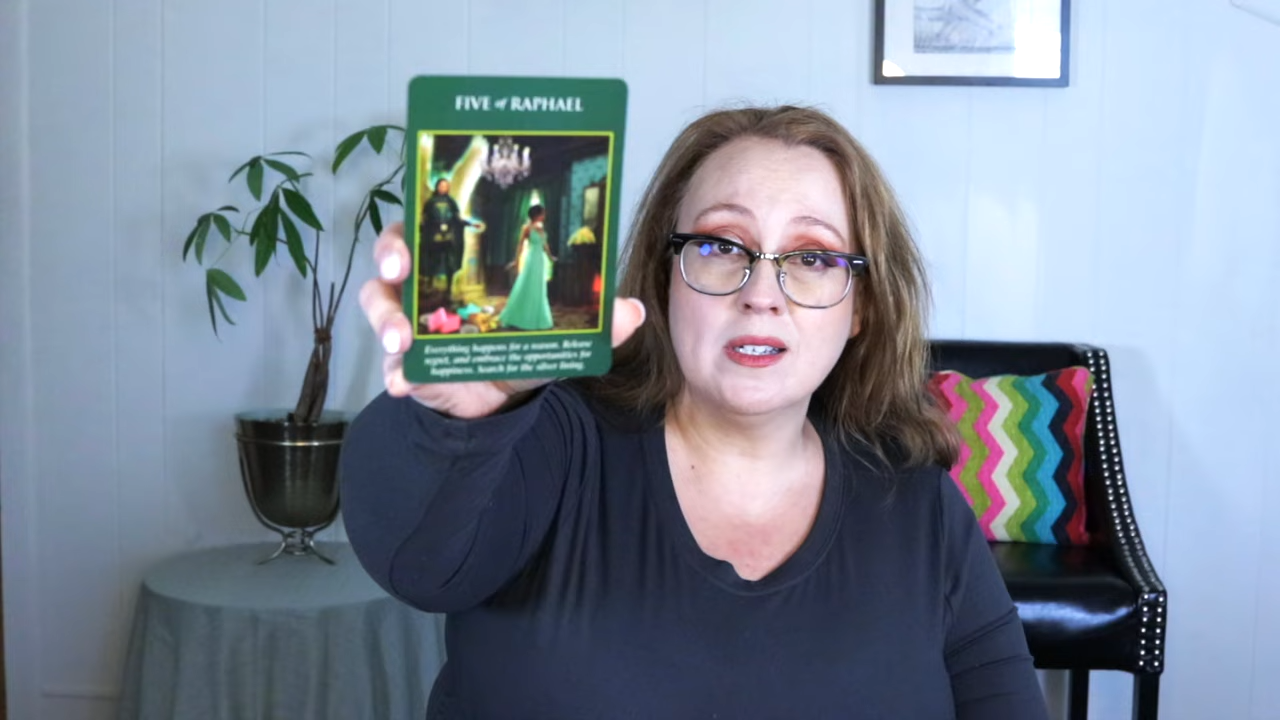 FIVE of RAPHAEL
Everything happens for a reason. Release
regret, and embrace the opportunities for
happiness. Search for the silver lining.